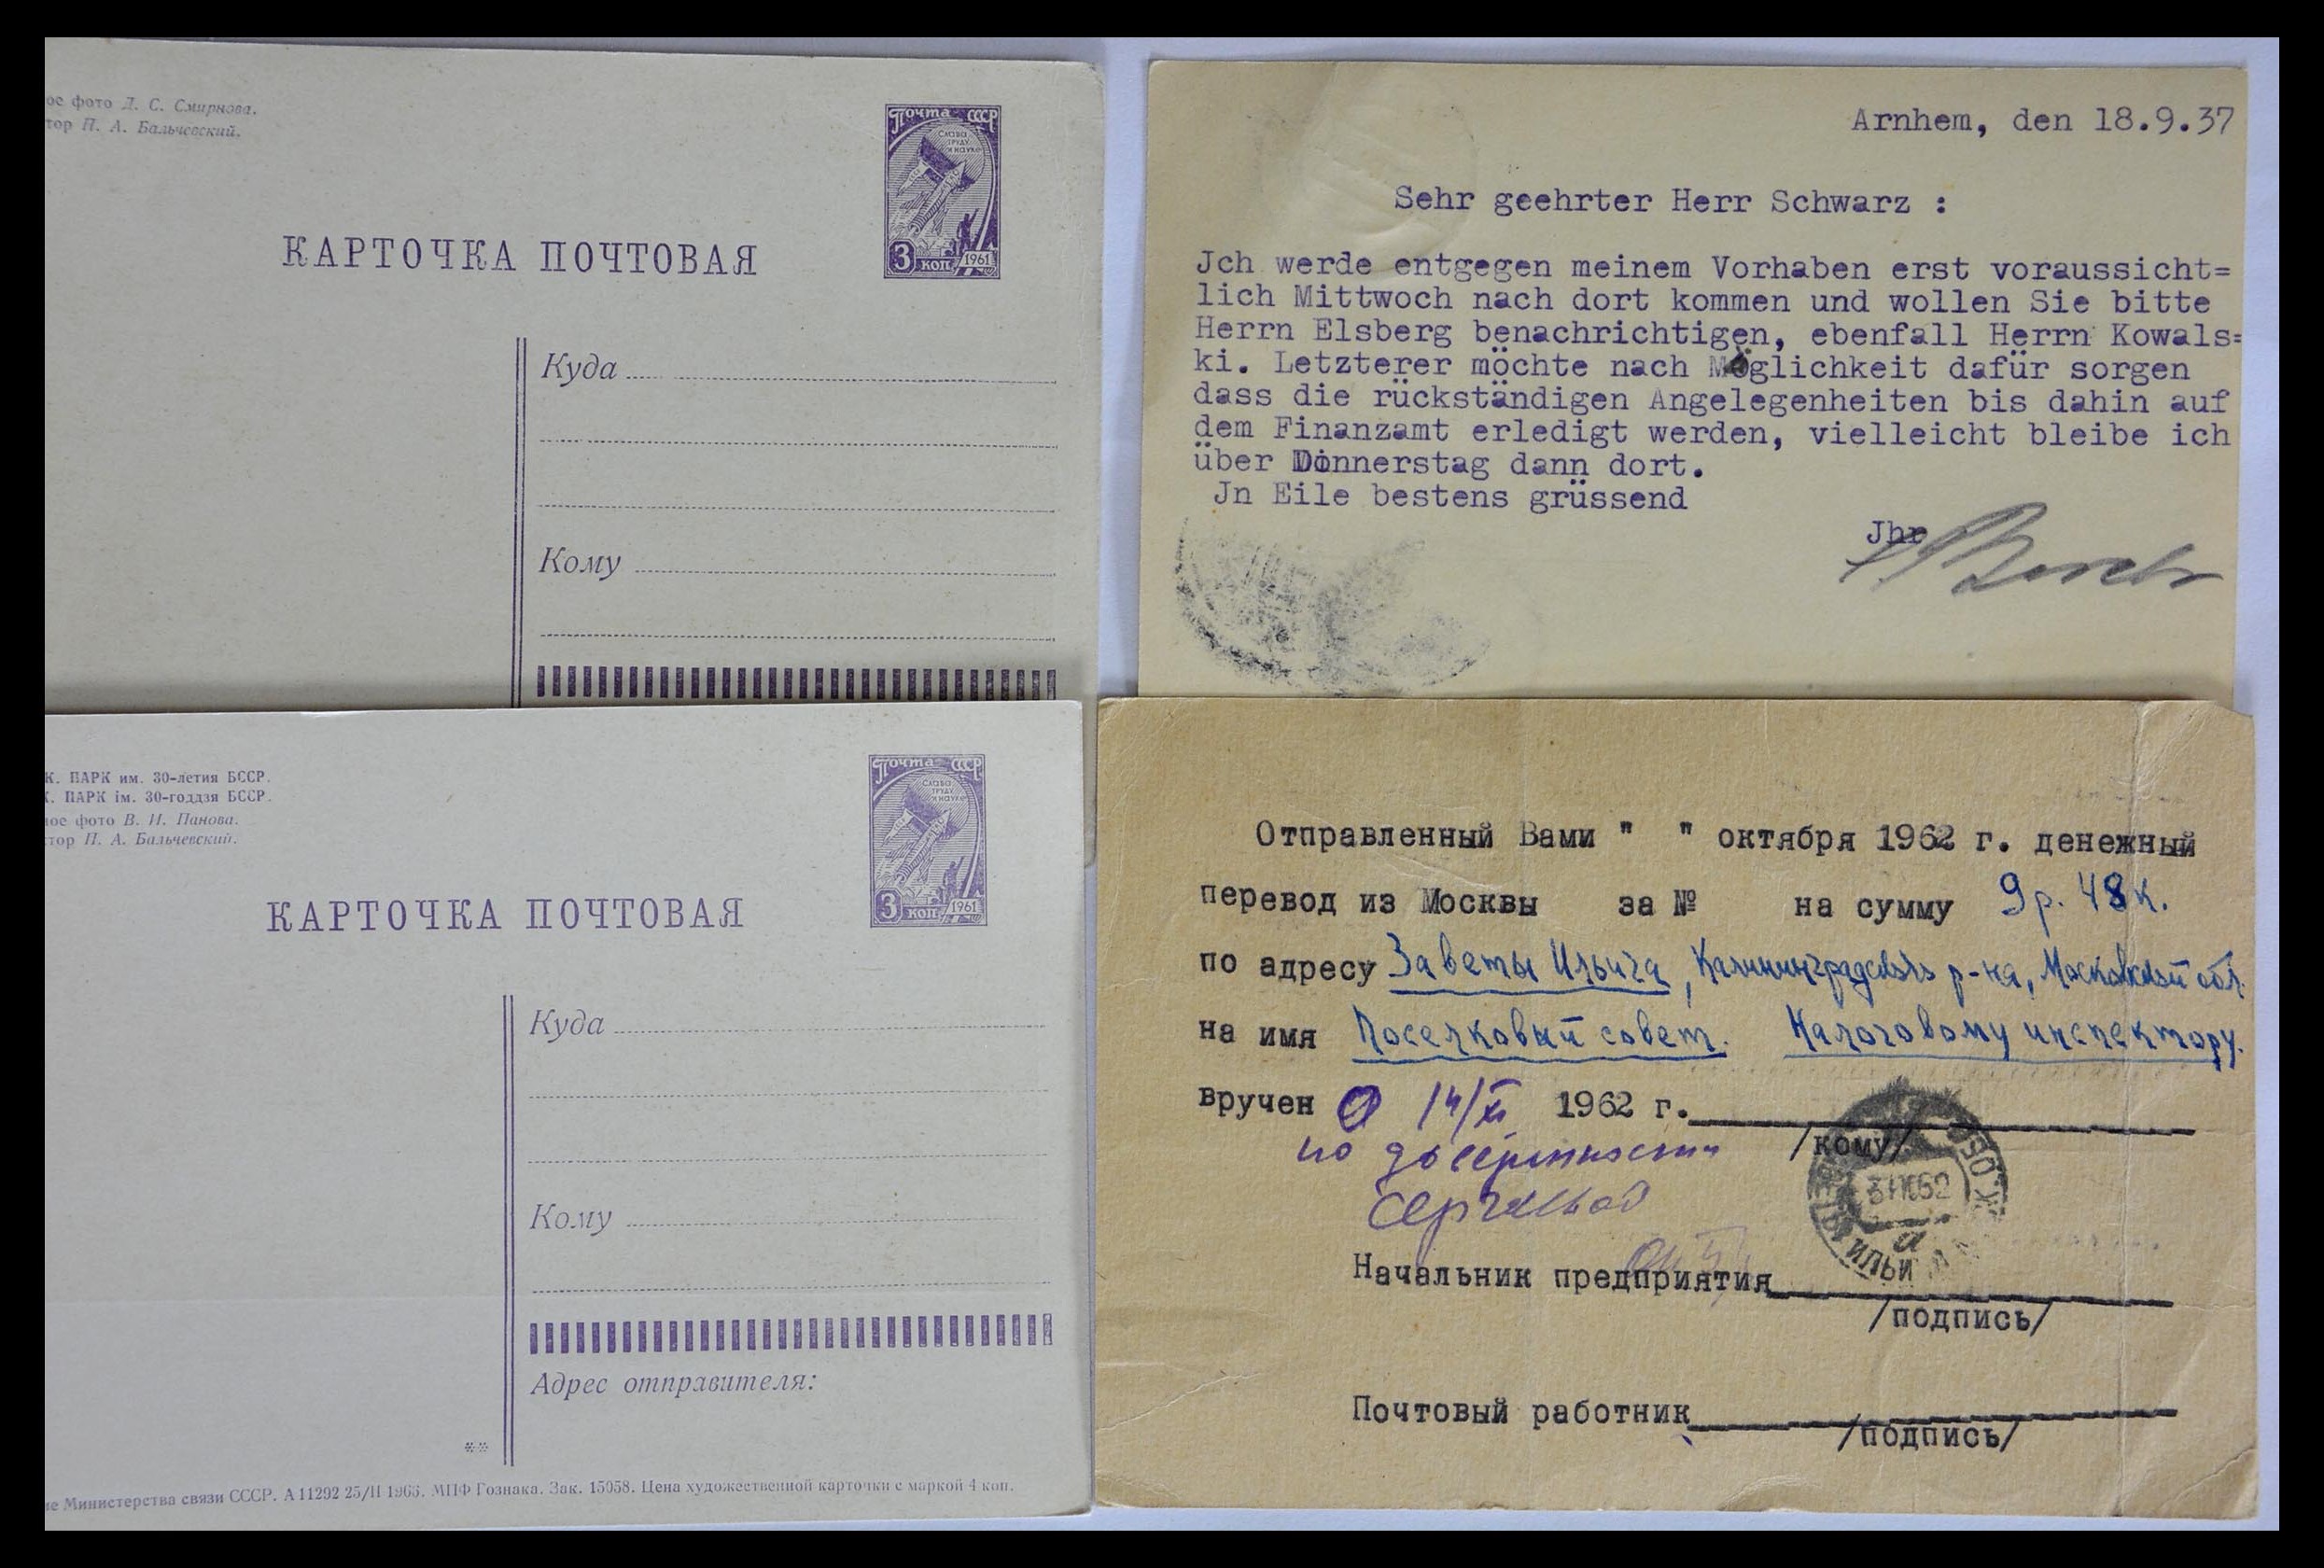 ое фото Д. С. Смирнова.
тор П. А. Бальчевский.
Почта СССР
Слава
труду
и науке
3 коп 1961
КАРТОЧКА ПОЧТОВАЯ
Куда
Кому
К. ПАРК им. 30-летия БССР.
К. ПАРК ім. 30-годдзя БССР.
ное фото В. И. Панова.
тор П. А. Бальчевский.
Почта СССР
Слава
труду
и науке
3 коп 1961
КАРТОЧКА ПОЧТОВАЯ
Куда
Кому
Адрес отправителя:
ие Министерства связи СССР. А 11292 25/II 1966. МПФ Гознака. Зак. 15058. Цена художественной карточки с маркой 4 коп.
Arnhem, den 18.9.37
Sehr geehrter Herr Schwarz :
Jch werde entgegen meinem Vorhaben erst voraussicht=
lich Mittwoch nach dort kommen und wollen Sie bitte
Herrn Elsberg benachrichtigen, ebenfall Herrn Kowals=
ki. Letzterer möchte nach Möglichkeit dafür sorgen
dass die rückständigen Angelegenheiten bis dahin auf
dem Finanzamt erledigt werden, vielleicht bleibe ich
über Donnerstag dann dort.
Jn Eile bestens grüssend
Jhr
Отправленный Вами " " октября 1962 г. денежный
перевод из Москвы за № на сумму 9р. 48к.
по адресу Заветы Ильича, Калининградского р-на, Московской обл.
на имя Поселковый совет. Налоговому инспектору.
вручен 14/XI 1962 г.
/кому/
по доверенности
Начальник предприятия
/подпись/
Почтовый работник
/подпись/